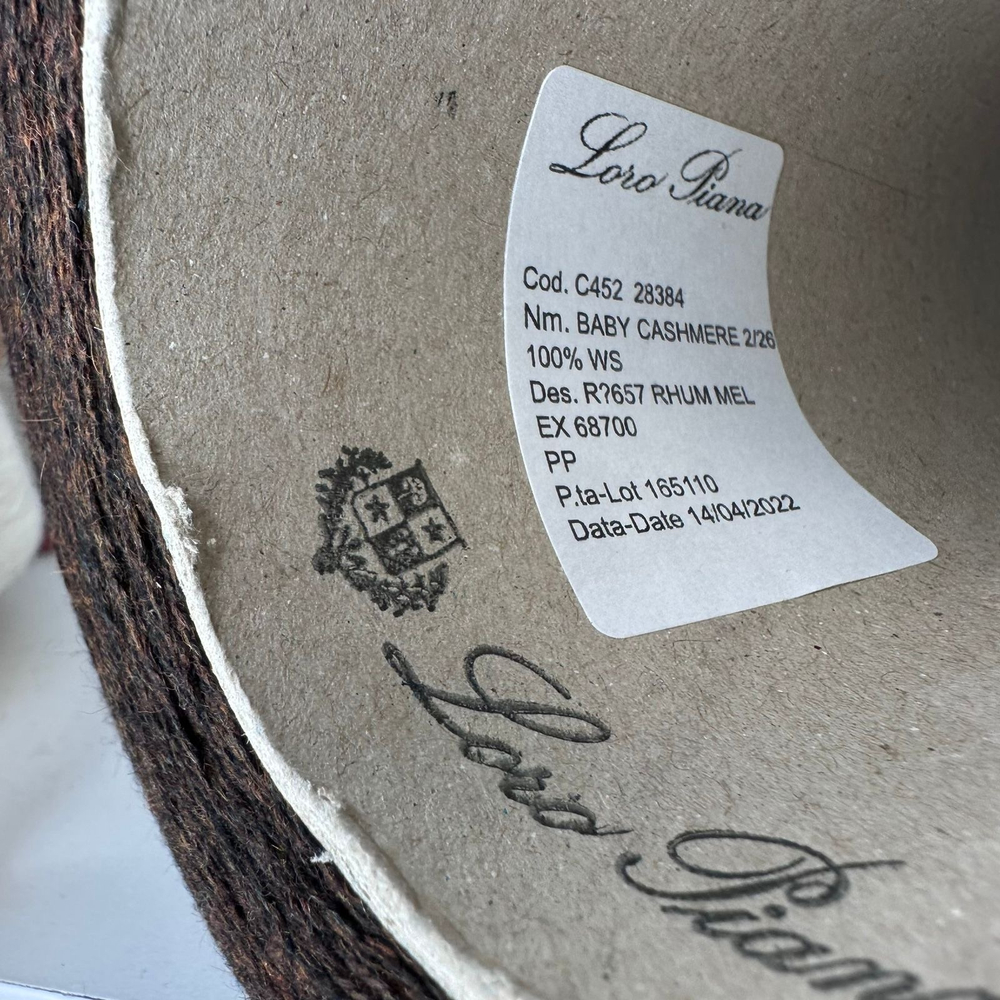 Loro Piana
Cod. C452 28384
Nm. BABY CASHMERE 2/26
100% WS
Des. R?657 RHUM MEL
EX 68700
PP
P.ta-Lot 165110
Data-Date 14/04/2022
Loro Piana